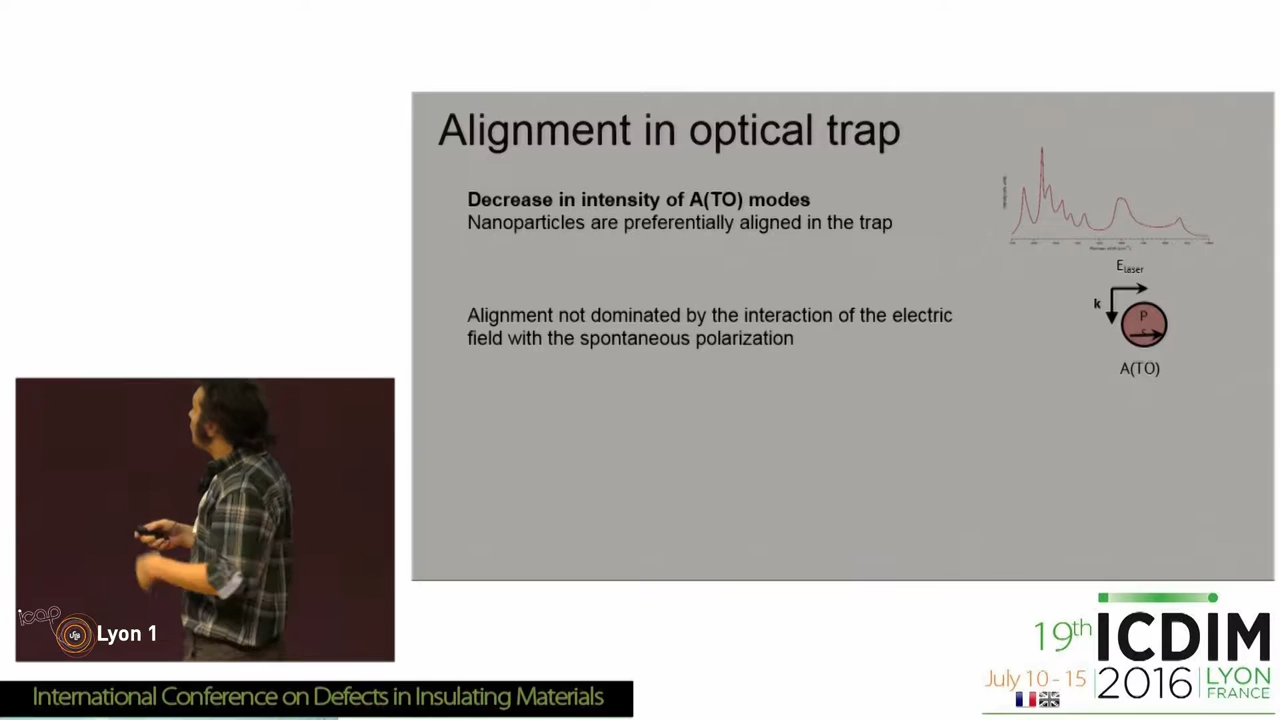 Alignment in optical trap
Decrease in intensity of A(TO) modes
Nanoparticles are preferentially aligned in the trap
E laser
k
P
s
A(TO)
Alignment not dominated by the interaction of the electric
field with the spontaneous polarization
icap
Lyon 1
19th ICDIM
July 10 - 15 2016 LYON
FRANCE
International Conference on Defects in Insulating Materials